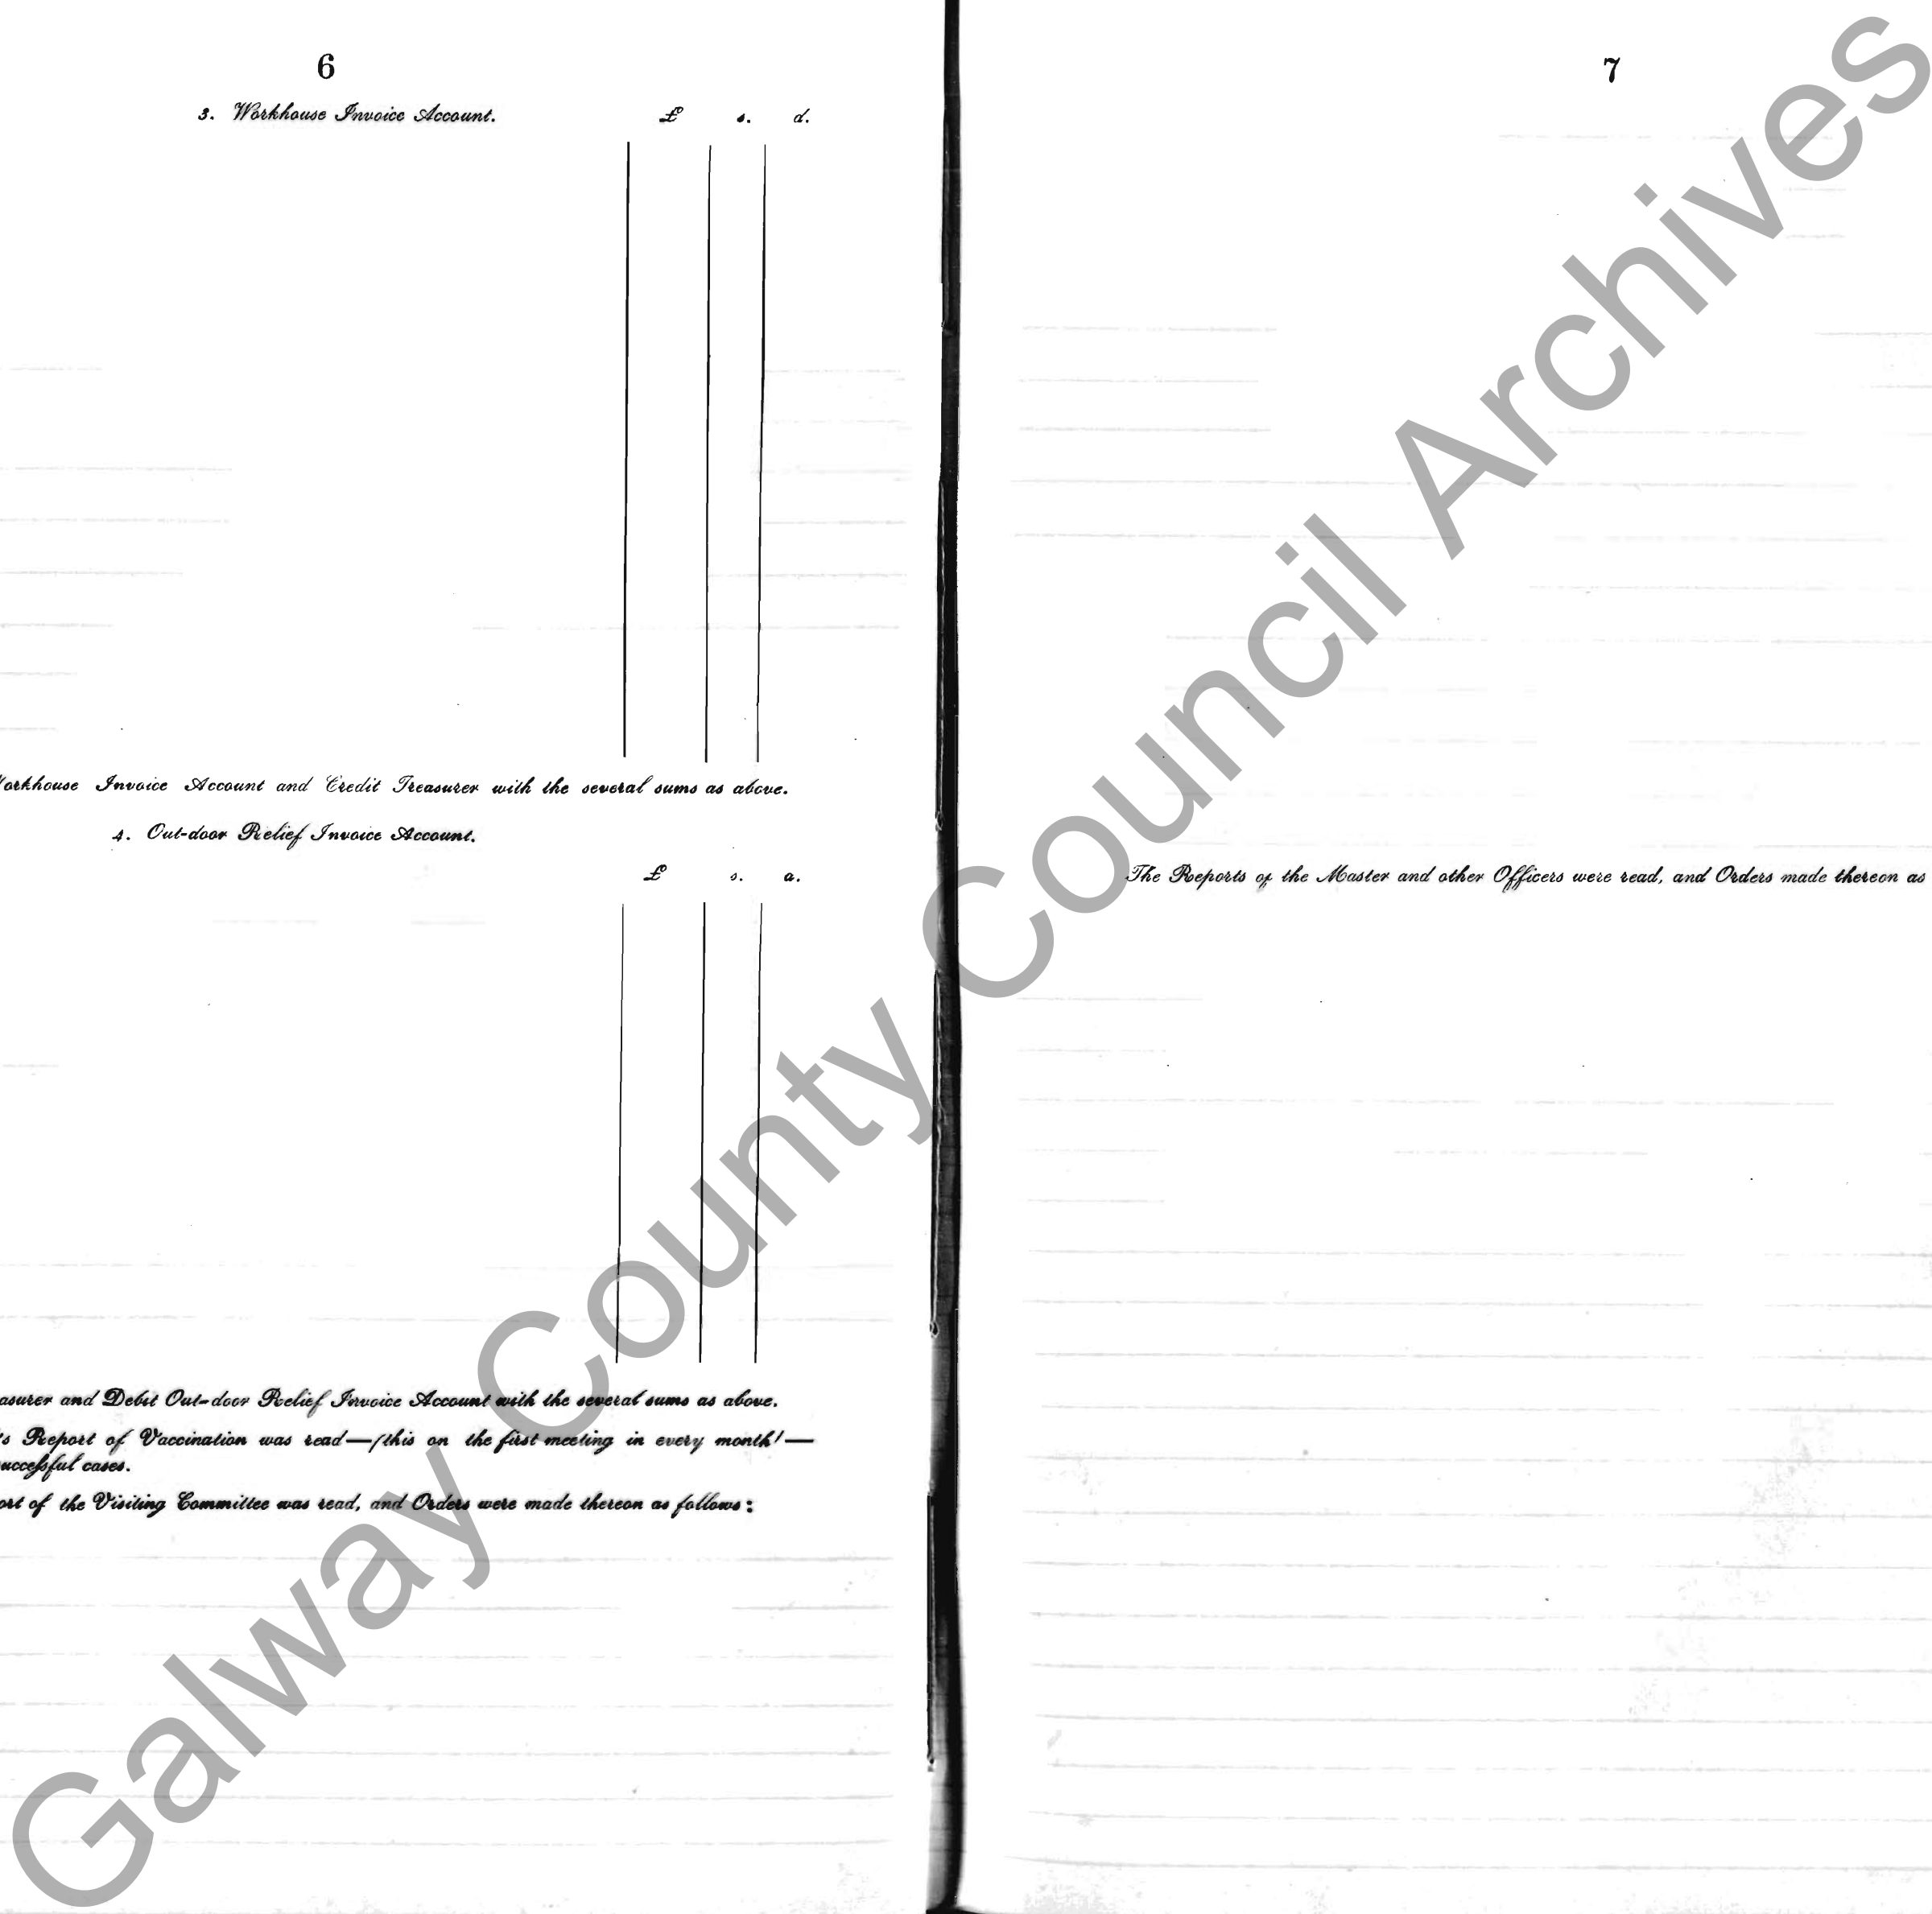 6
3. Workhouse Invoice Account. £ s. d.
orkhouse Invoice Account and Credit Treasurer with the several sums as above.
4. Out-door Relief Invoice Account.
£ s. d.
asurer and Debit Out-door Relief Invoice Account with the several sums as above.
's Report of Vaccination was read—(this on the first meeting in every month)—
uccessful cases.
ort of the Visiting Committee was read, and Orders were made thereon as follows:
7
The Reports of the Master and other Officers were read, and Orders made thereon as
Galway County Council Archives